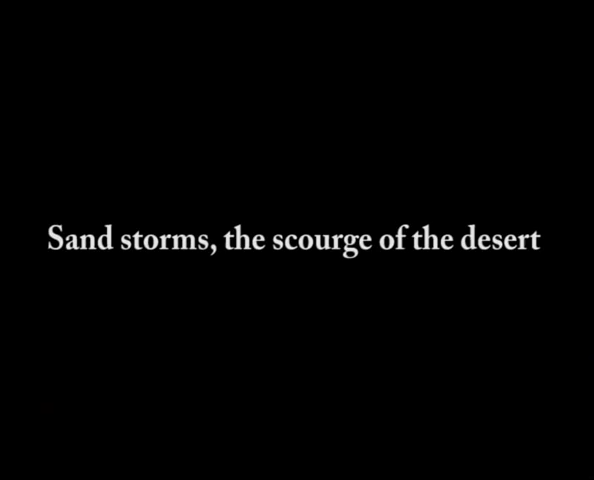 Sand storms, the scourge of the desert